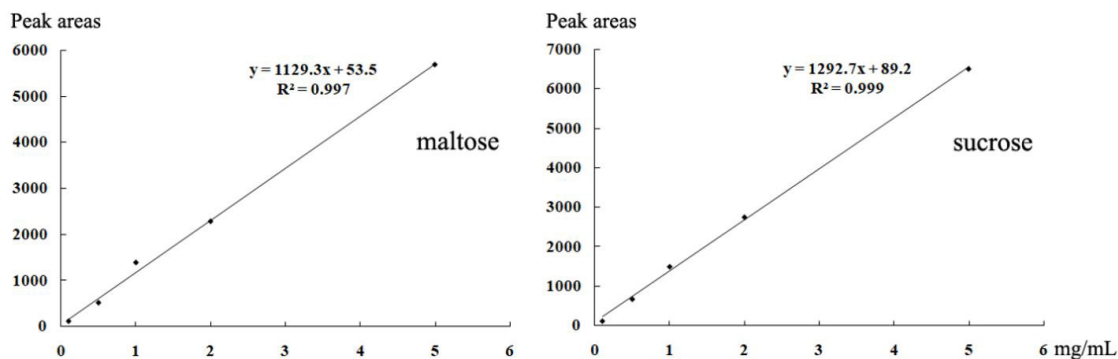 Peak areas
6000
5000
4000
3000
2000
1000
0
y = 1129.3x + 53.5
R² = 0.997
maltose
0 1 2 3 4 5 6
Peak areas
7000
6000
5000
4000
3000
2000
1000
0
y = 1292.7x + 89.2
R² = 0.999
sucrose
0 1 2 3 4 5 6 mg/mL